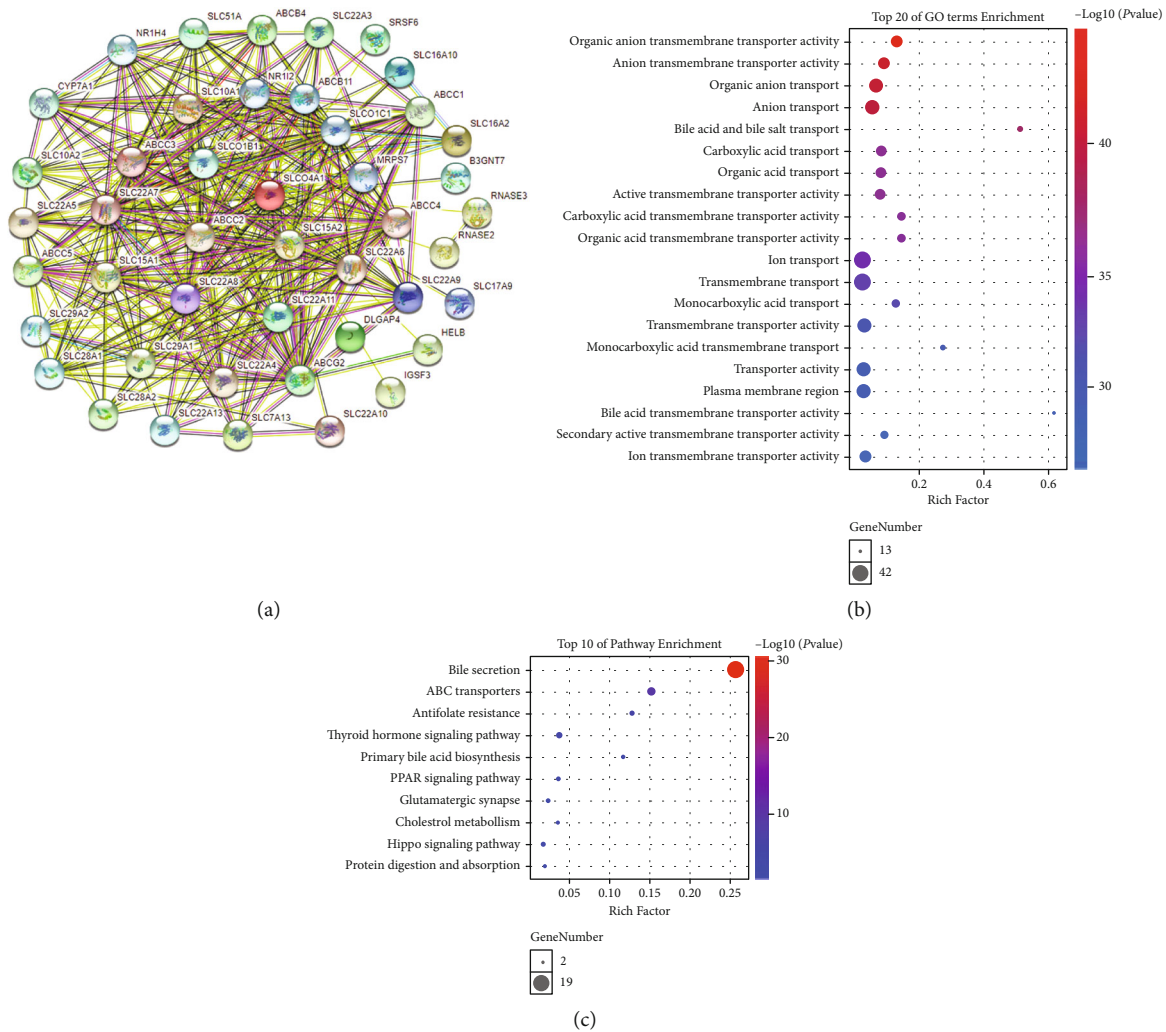 SLC51A
ABCB4
SLC22A3
SRSF6
NR1H4
SLC16A10
NR1I2
ABCB11
CYP7A1
SLC10A1
ABCC1
SLCO1C1
SLC16A2
ABCC3
SLCO1B1
MRPS7
B3GNT7
SLC10A2
SLCO4A1
RNASE3
SLC22A7
ABCC4
SLC22A5
ABCC2
SLC15A2
RNASE2
ABCC5
SLC15A1
SLC22A6
SLC22A9
SLC17A9
SLC22A8
SLC22A11
SLC29A2
DLGAP4
HELB
SLC28A1
SLC29A1
SLC22A4
ABCG2
IGSF3
SLC28A2
SLC22A13
SLC7A13
SLC22A10
(a)
Top 20 of GO terms Enrichment
–Log10 (Pvalue)
Organic anion transmembrane transporter activity
Anion transmembrane transporter activity
Organic anion transport
Anion transport
Bile acid and bile salt transport
Carboxylic acid transport
Organic acid transport
Active transmembrane transporter activity
Carboxylic acid transmembrane transporter activity
Organic acid transmembrane transporter activity
Ion transport
Transmembrane transport
Monocarboxylic acid transport
Transmembrane transporter activity
Monocarboxylic acid transmembrane transport
Transporter activity
Plasma membrane region
Bile acid transmembrane transporter activity
Secondary active transmembrane transporter activity
Ion transmembrane transporter activity
40
35
30
0.2 0.4 0.6
Rich Factor
GeneNumber
13
42
(b)
Top 10 of Pathway Enrichment
–Log10 (Pvalue)
Bile secretion
ABC transporters
Antifolate resistance
Thyroid hormone signaling pathway
Primary bile acid biosynthesis
PPAR signaling pathway
Glutamatergic synapse
Cholestrol metabollism
Hippo signaling pathway
Protein digestion and absorption
30
20
10
0.05 0.10 0.15 0.20 0.25
Rich Factor
GeneNumber
2
19
(c)